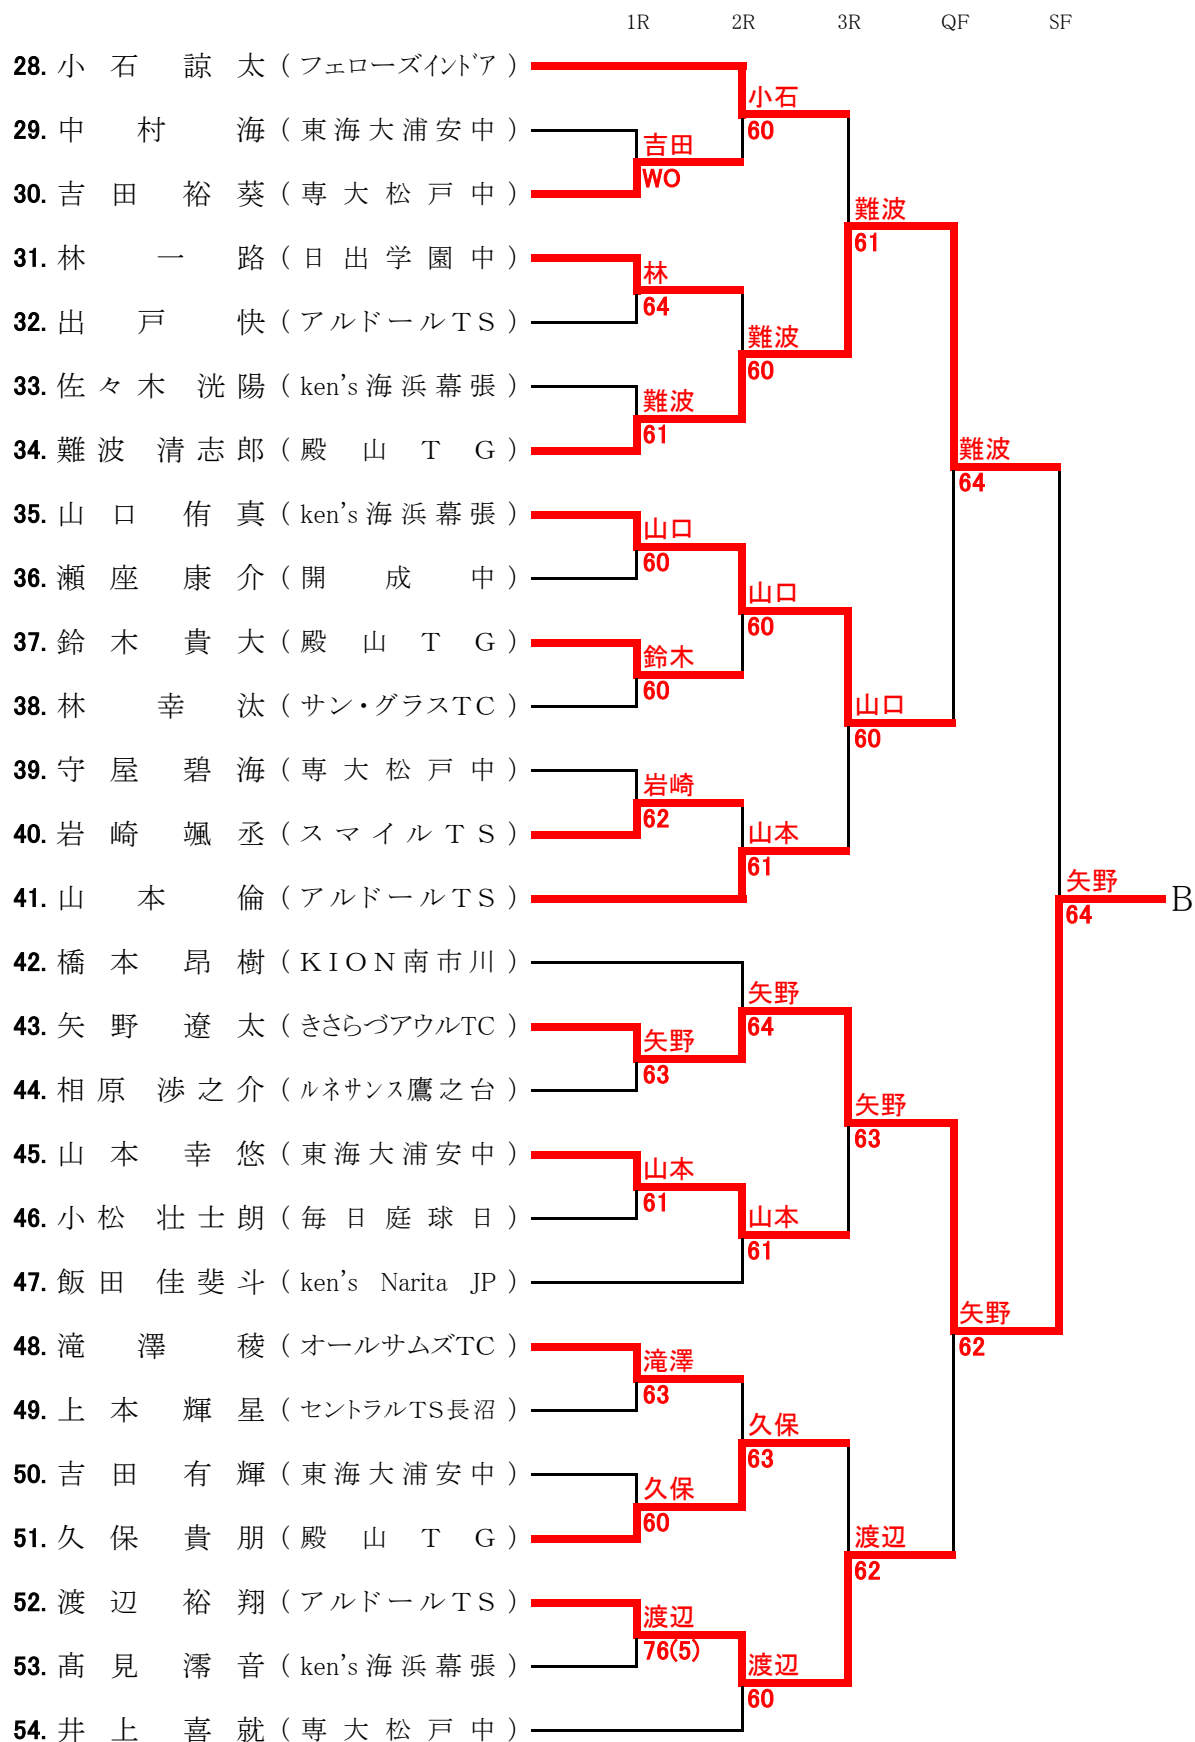 1R 2R 3R QF SF
28. 小石 諒太 (フェローズインドア)
小石
29. 中村 海 (東海大浦安中)
60
吉田
WO
30. 吉田 裕葵 (専大松戸中)
難波
61
31. 林 一路 (日出学園中)
林
64
32. 出戸 快 (アルドールTS)
難波
60
33. 佐々木 洸陽 (ken's海浜幕張)
難波
61
34. 難波 清志郎 (殿山TG)
難波
64
35. 山口 侑真 (ken's海浜幕張)
山口
60
36. 瀬座 康介 (開成中)
山口
60
37. 鈴木 貴大 (殿山TG)
鈴木
60
38. 林 幸汰 (サン・グラスTC)
山口
60
39. 守屋 碧海 (専大松戸中)
岩崎
62
40. 岩崎 颯丞 (スマイルTS)
山本
61
41. 山本 倫 (アルドールTS)
矢野
64
B
42. 橋本 昂樹 (KION南市川)
矢野
64
43. 矢野 遼太 (きさらづアウルTC)
矢野
63
44. 相原 渉之介 (ルネサンス鷹之台)
矢野
63
45. 山本 幸悠 (東海大浦安中)
山本
61
46. 小松 壮士朗 (毎日庭球日)
山本
61
47. 飯田 佳斐斗 (ken's Narita JP)
矢野
62
48. 滝澤 稜 (オールサムズTC)
滝澤
63
49. 上本 輝星 (セントラルTS長沼)
久保
63
50. 吉田 有輝 (東海大浦安中)
久保
60
51. 久保 貴朋 (殿山TG)
渡辺
62
52. 渡辺 裕翔 (アルドールTS)
渡辺
76(5)
53. 髙見 澪音 (ken's海浜幕張)
渡辺
60
54. 井上 喜就 (専大松戸中)